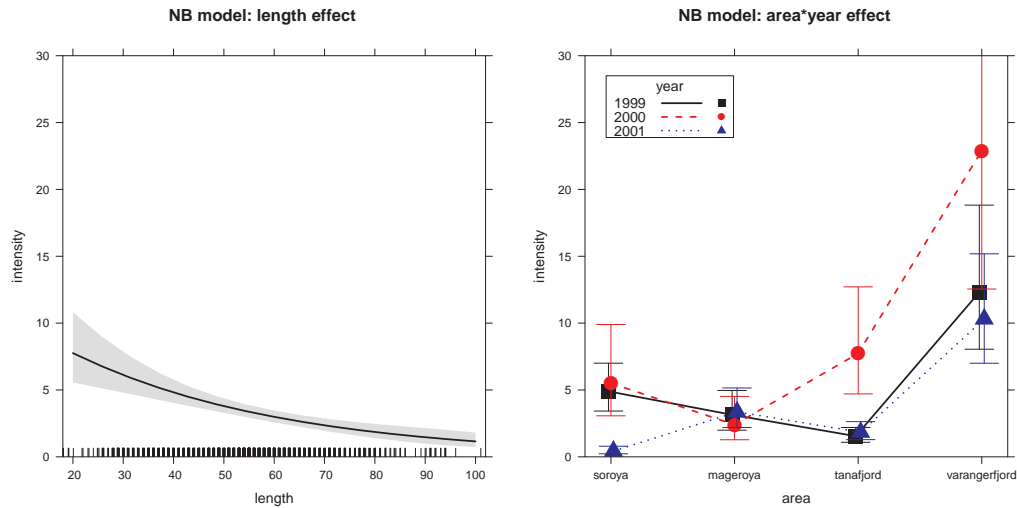 NB model: length effect
intensity
30
25
20
15
10
5
0
20 30 40 50 60 70 80 90 100
length
NB model: area*year effect
intensity
30
25
20
15
10
5
0
year
1999
2000
2001
soroya mageroya tanafjord varangerfjord
area